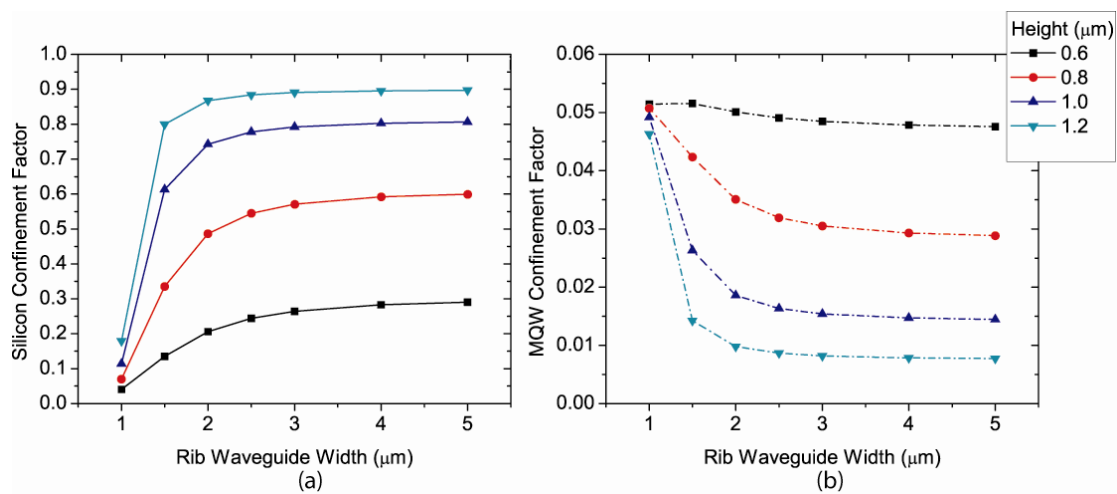 Height (μm)
0.6
0.8
1.0
1.2
1.0
0.9
0.8
0.7
0.6
0.5
0.4
0.3
0.2
0.1
0.0
Silicon Confinement Factor
1 2 3 4 5
Rib Waveguide Width (μm)
(a)
0.06
0.05
0.04
0.03
0.02
0.01
0.00
MQW Confinement Factor
1 2 3 4 5
Rib Waveguide Width (μm)
(b)